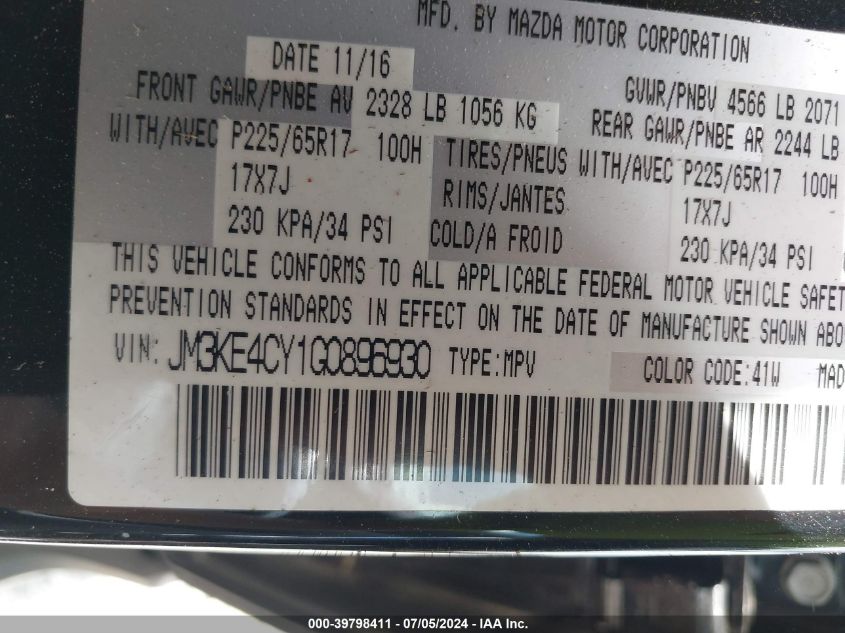 MFD. BY MAZDA MOTOR CORPORATION
DATE 11/16
GVWR/PNBV 4566 LB 2071
FRONT GAWR/PNBE AV 2328 LB 1056 KG
REAR GAWR/PNBE AR 2244 LB
WITH/AVEC P225/65R17 100H TIRES/PNEUS WITH/AVEC P225/65R17 100H
17X7J RIMS/JANTES 17X7J
230 KPA/34 PSI COLD/A FROID 230 KPA/34 PSI
THIS VEHICLE CONFORMS TO ALL APPLICABLE FEDERAL MOTOR VEHICLE SAFET
PREVENTION STANDARDS IN EFFECT ON THE DATE OF MANUFACTURE SHOWN ABO
VIN: JM3KE4CY1G0896930 TYPE:MPV COLOR CODE:41W MAD
000-39798411 - 07/05/2024 - IAA Inc.